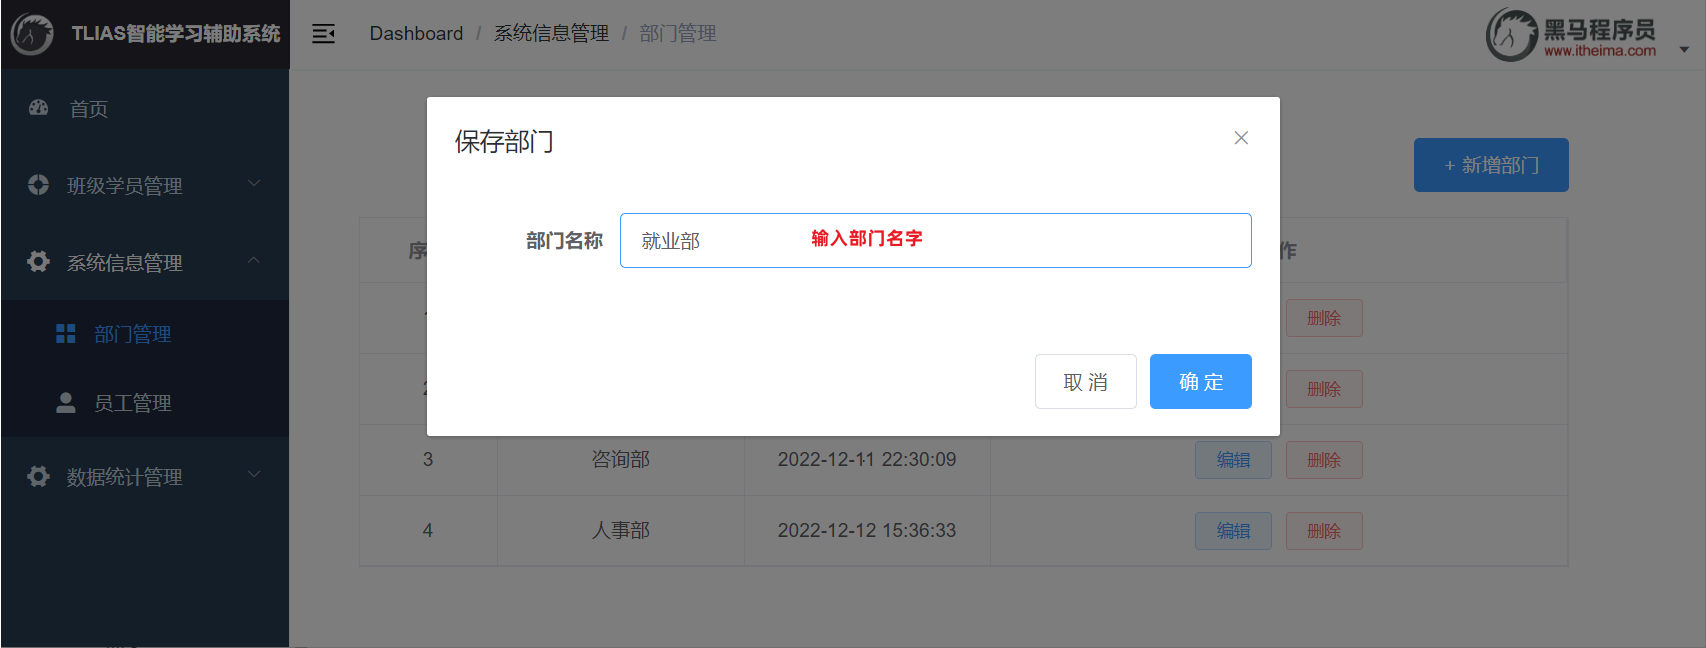 TLIAS智能学习辅助系统
Dashboard / 系统信息管理 / 部门管理
黑马程序员
www.itheima.com
首页
班级学员管理
系统信息管理
部门管理
员工管理
数据统计管理
+ 新增部门
保存部门
部门名称
就业部
输入部门名字
取 消
确 定
序
作
删除
删除
3 咨询部 2022-12-11 22:30:09 编辑 删除
4 人事部 2022-12-12 15:36:33 编辑 删除